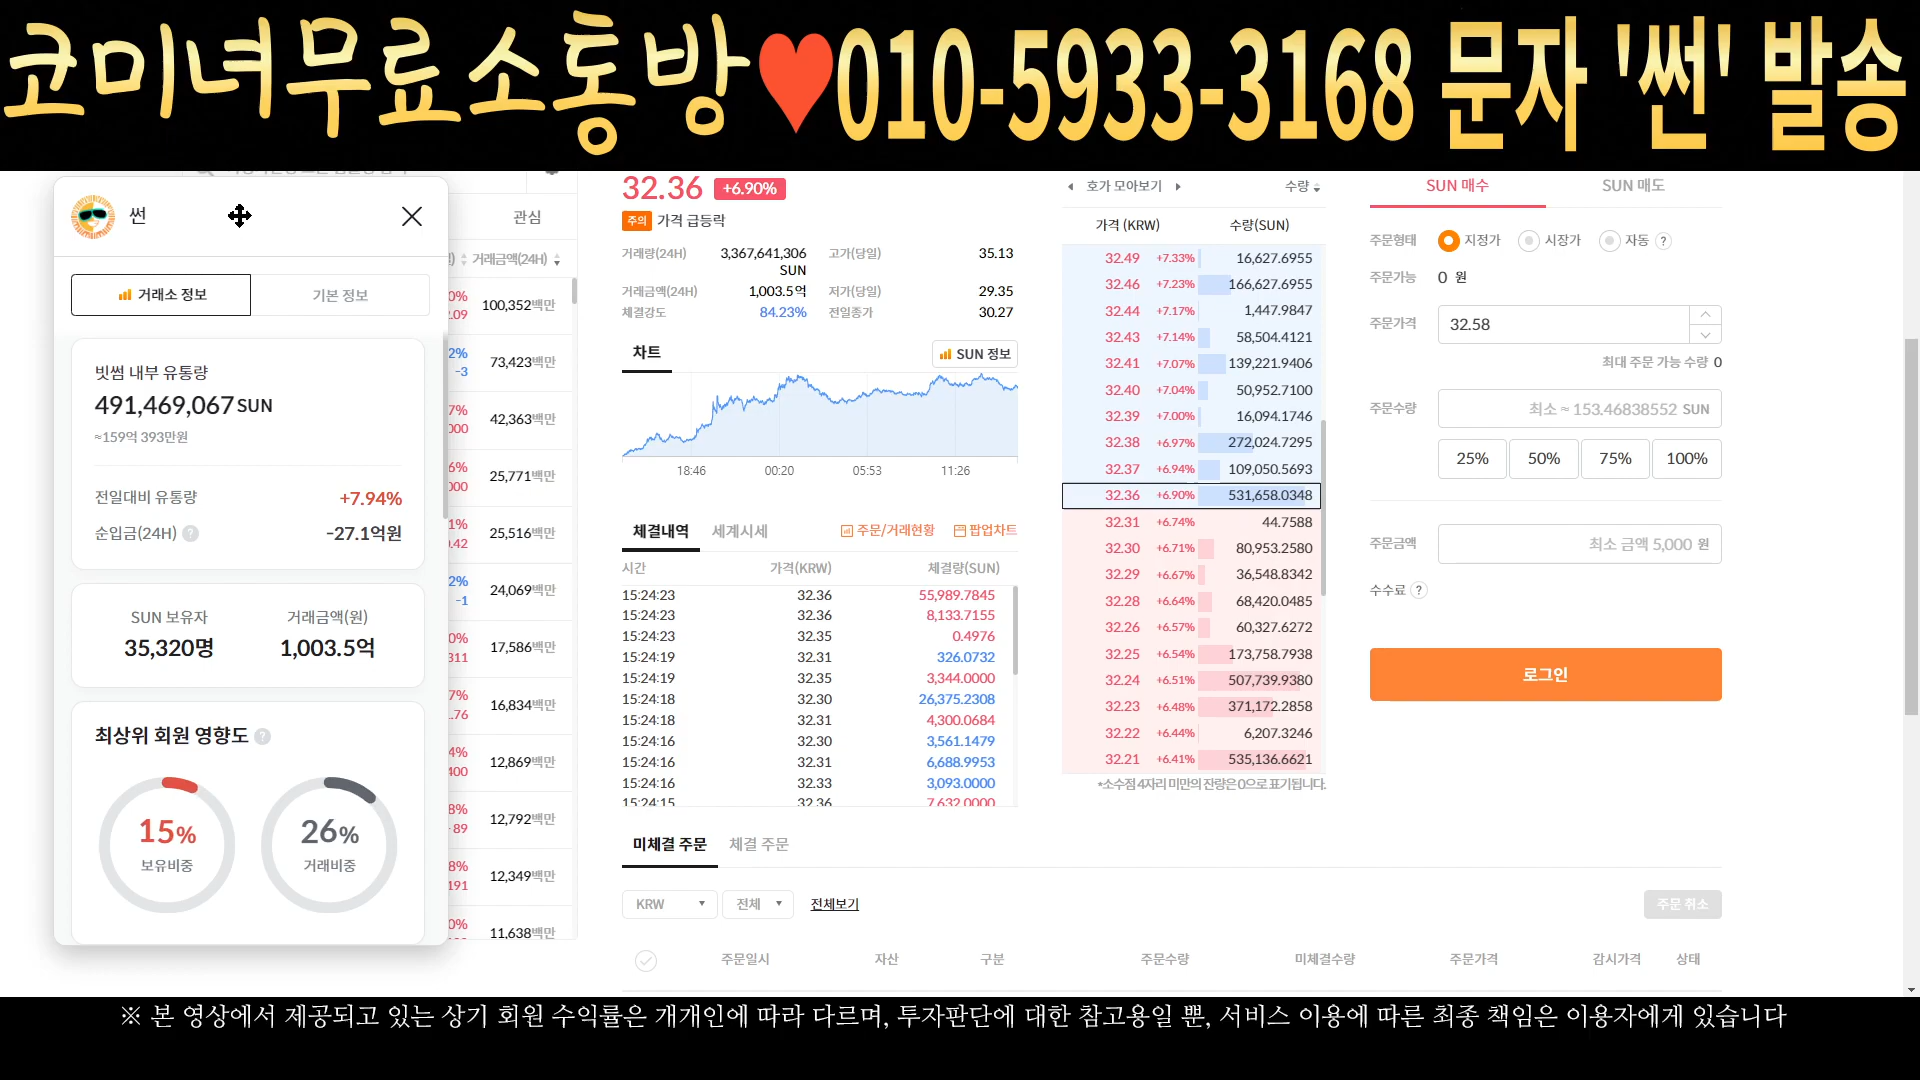 코미녀무료소통방♥010-5933-3168 문자 '썬' 발송
썬
거래소 정보
기본 정보
빗썸 내부 유통량
491,469,067 SUN
≈159억 393만원
전일대비 유통량 +7.94%
순입금(24H) ? -27.1억원
SUN 보유자 거래금액(원)
35,320명 1,003.5억
최상위 회원 영향도 ?
15% 26%
보유비중 거래비중
관심
거래금액(24H)
0% 100,352백만
.09
2% 73,423백만
-3
7% 42,363백만
000
6% 25,771백만
000
1% 25,516백만
.42
2% 24,069백만
-1
0% 17,586백만
311
7% 16,834백만
.76
4% 12,869백만
400
8% 12,792백만
-89
8% 12,349백만
191
0% 11,638백만
32.36 +6.90%
주의 가격 급등락
거래량(24H) 3,367,641,306 SUN 고가(당일) 35.13
거래금액(24H) 1,003.5억 저가(당일) 29.35
체결강도 84.23% 전일종가 30.27
차트
SUN 정보
18:46 00:20 05:53 11:26
체결내역 세계시세 주문/거래현황 팝업차트
시간 가격(KRW) 체결량(SUN)
15:24:23 32.36 55,989.7845
15:24:23 32.36 8,133.7155
15:24:23 32.35 0.4976
15:24:19 32.31 326.0732
15:24:19 32.35 3,344.0000
15:24:18 32.30 26,375.2308
15:24:18 32.31 4,300.0684
15:24:16 32.30 3,561.1479
15:24:16 32.31 6,688.9953
15:24:16 32.33 3,093.0000
15:24:15 32.36 7,632.0000
호가 모아보기 수량
가격 (KRW) 수량(SUN)
32.49 +7.33% 16,627.6955
32.46 +7.23% 166,627.6955
32.44 +7.17% 1,447.9847
32.43 +7.14% 58,504.4121
32.41 +7.07% 139,221.9406
32.40 +7.04% 50,952.7100
32.39 +7.00% 16,094.1746
32.38 +6.97% 272,024.7295
32.37 +6.94% 109,050.5693
32.36 +6.90% 531,658.0348
32.31 +6.74% 44.7588
32.30 +6.71% 80,953.2580
32.29 +6.67% 36,548.8342
32.28 +6.64% 68,420.0485
32.26 +6.57% 60,327.6272
32.25 +6.54% 173,758.7938
32.24 +6.51% 507,739.9380
32.23 +6.48% 371,172.2858
32.22 +6.44% 6,207.3246
32.21 +6.41% 535,136.6621
*소수점 4자리 미만의 잔량은 0으로 표기됩니다.
SUN 매수 SUN 매도
주문형태 지정가 시장가 자동 ?
주문가능 0 원
주문가격 32.58
최대 주문 가능 수량 0
주문수량 최소 ≈ 153.46838552 SUN
25% 50% 75% 100%
주문금액 최소 금액 5,000 원
수수료 ?
로그인
미체결 주문 체결 주문
KRW 전체 전체보기 주문 취소
주문일시 자산 구분 주문수량 미체결수량 주문가격 감시가격 상태
※ 본 영상에서 제공되고 있는 상기 회원 수익률은 개개인에 따라 다르며, 투자판단에 대한 참고용일 뿐, 서비스 이용에 따른 최종 책임은 이용자에게 있습니다